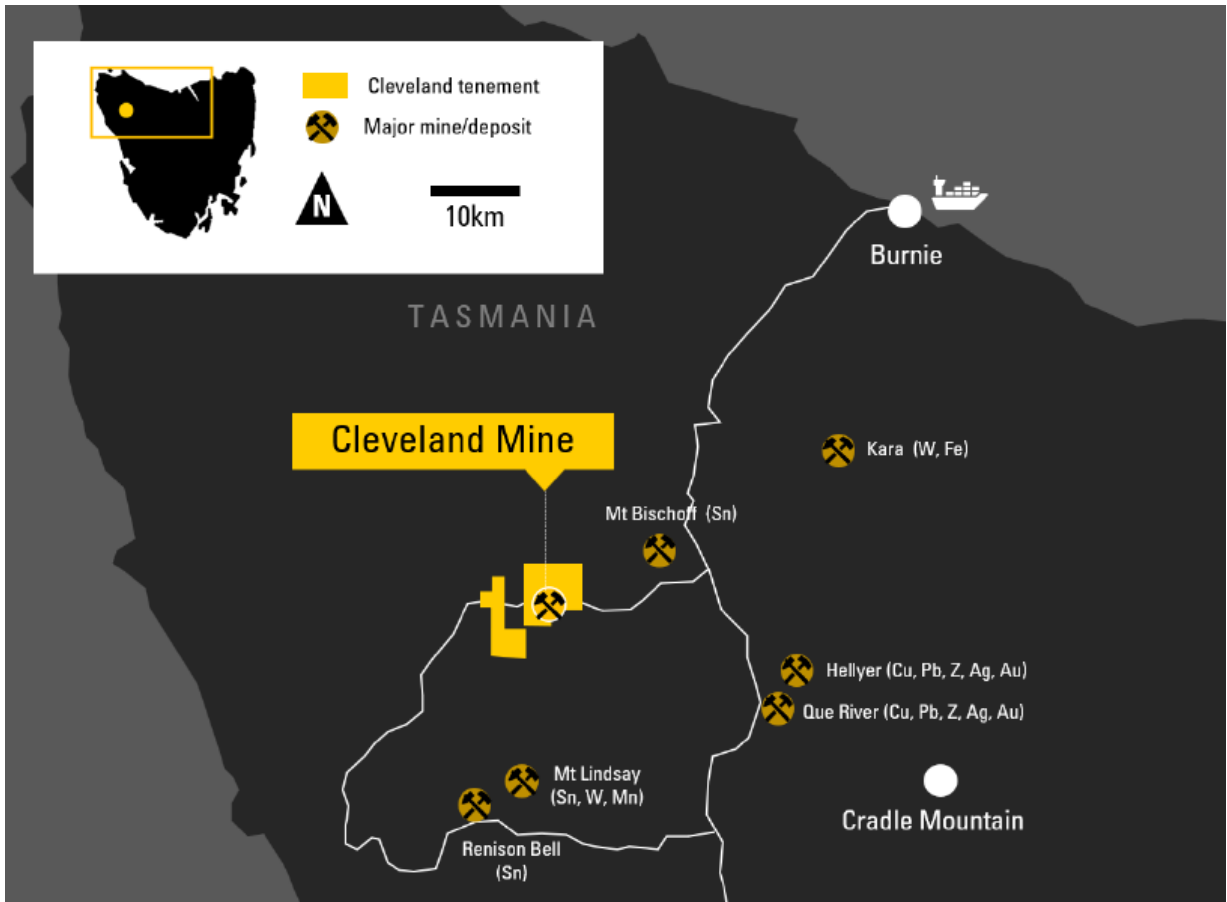 Cleveland tenement
Major mine/deposit
N
10km
Burnie
TASMANIA
Cleveland Mine
Kara (W, Fe)
Mt Bischoff (Sn)
Hellyer (Cu, Pb, Z, Ag, Au)
Que River (Cu, Pb, Z, Ag, Au)
Mt Lindsay
(Sn, W, Mn)
Cradle Mountain
Renison Bell
(Sn)